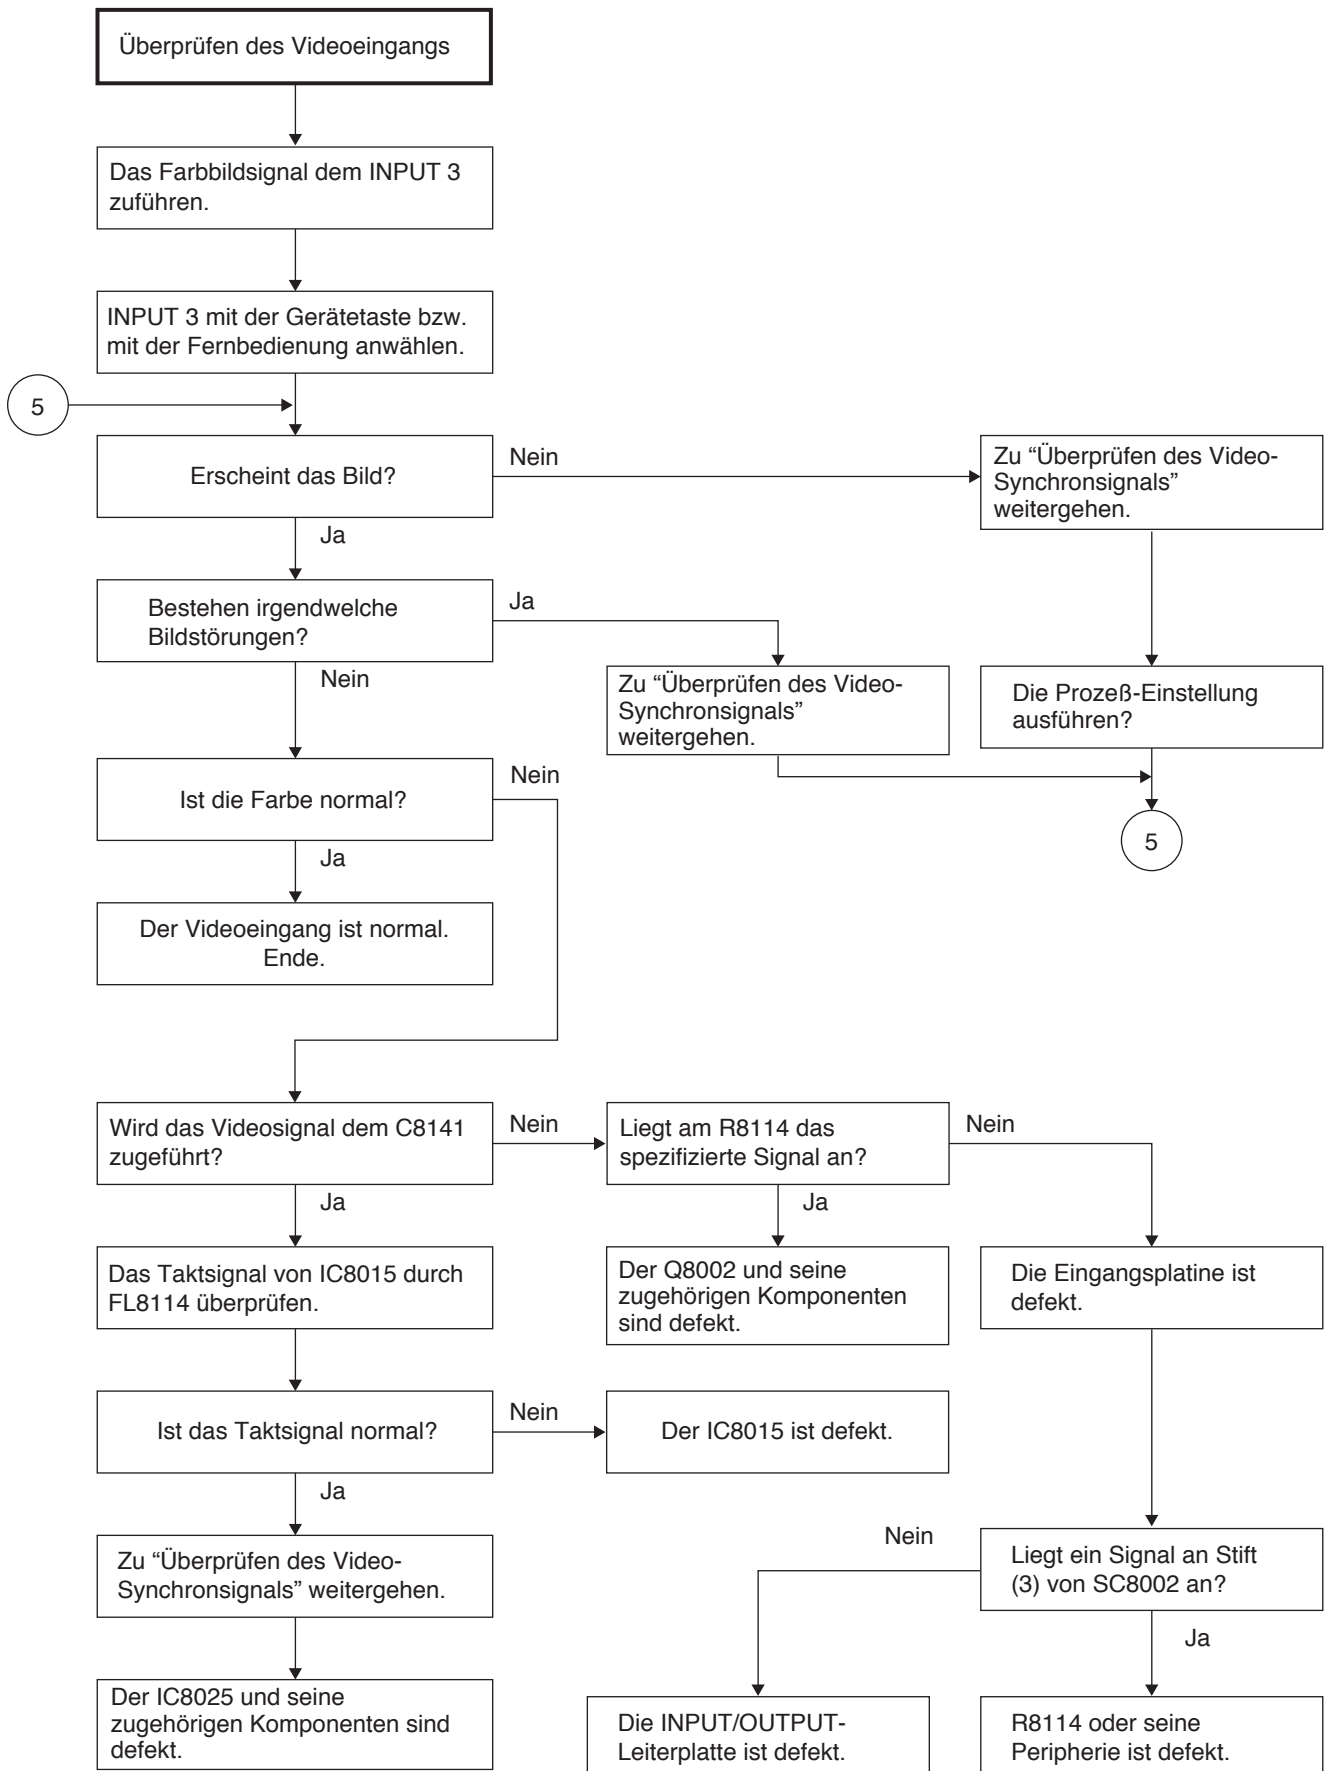 Überprüfen des Videoeingangs
Das Farbbildsignal dem INPUT 3
zuführen.
INPUT 3 mit der Gerätetaste bzw.
mit der Fernbedienung anwählen.
5
Erscheint das Bild?
Nein
Zu “Überprüfen des Video-
Synchronsignals”
weitergehen.
Ja
Bestehen irgendwelche
Bildstörungen?
Ja
Nein
Zu “Überprüfen des Video-
Synchronsignals”
weitergehen.
Die Prozeß-Einstellung
ausführen?
Ist die Farbe normal?
Nein
5
Ja
Der Videoeingang ist normal.
Ende.
Wird das Videosignal dem C8141
zugeführt?
Nein
Liegt am R8114 das
spezifizierte Signal an?
Nein
Ja
Ja
Das Taktsignal von IC8015 durch
FL8114 überprüfen.
Der Q8002 und seine
zugehörigen Komponenten
sind defekt.
Die Eingangsplatine ist
defekt.
Ist das Taktsignal normal?
Nein
Der IC8015 ist defekt.
Ja
Zu “Überprüfen des Video-
Synchronsignals” weitergehen.
Nein
Liegt ein Signal an Stift
(3) von SC8002 an?
Ja
Der IC8025 und seine
zugehörigen Komponenten sind
defekt.
Die INPUT/OUTPUT-
Leiterplatte ist defekt.
R8114 oder seine
Peripherie ist defekt.